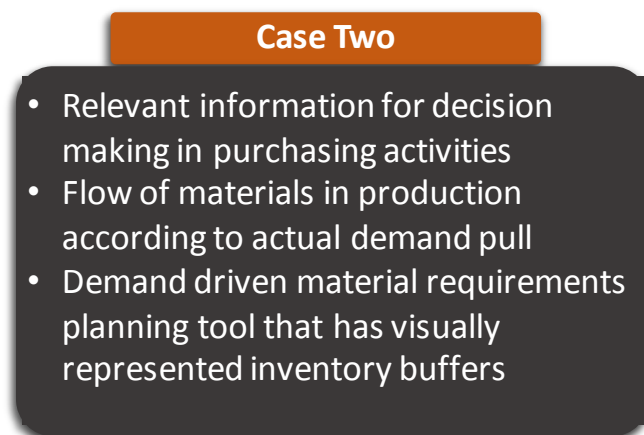 Case Two
• Relevant information for decision
making in purchasing activities
• Flow of materials in production
according to actual demand pull
• Demand driven material requirements
planning tool that has visually
represented inventory buffers